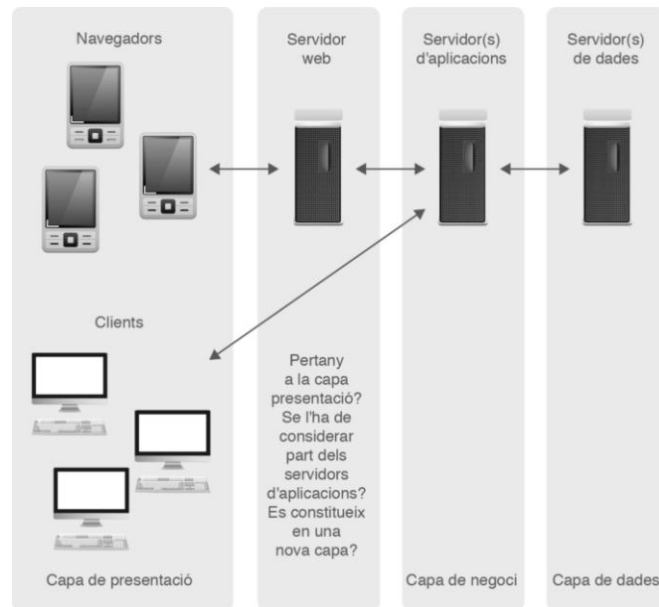 Navegadors
Servidor
web
Servidor(s)
d'aplicacions
Servidor(s)
de dades
Clients
Pertany
a la capa
presentació?
Se l'ha de
considerar
part dels
servidors
d'aplicacions?
Es constitueix
en una
nova capa?
Capa de presentació
Capa de negoci
Capa de dades